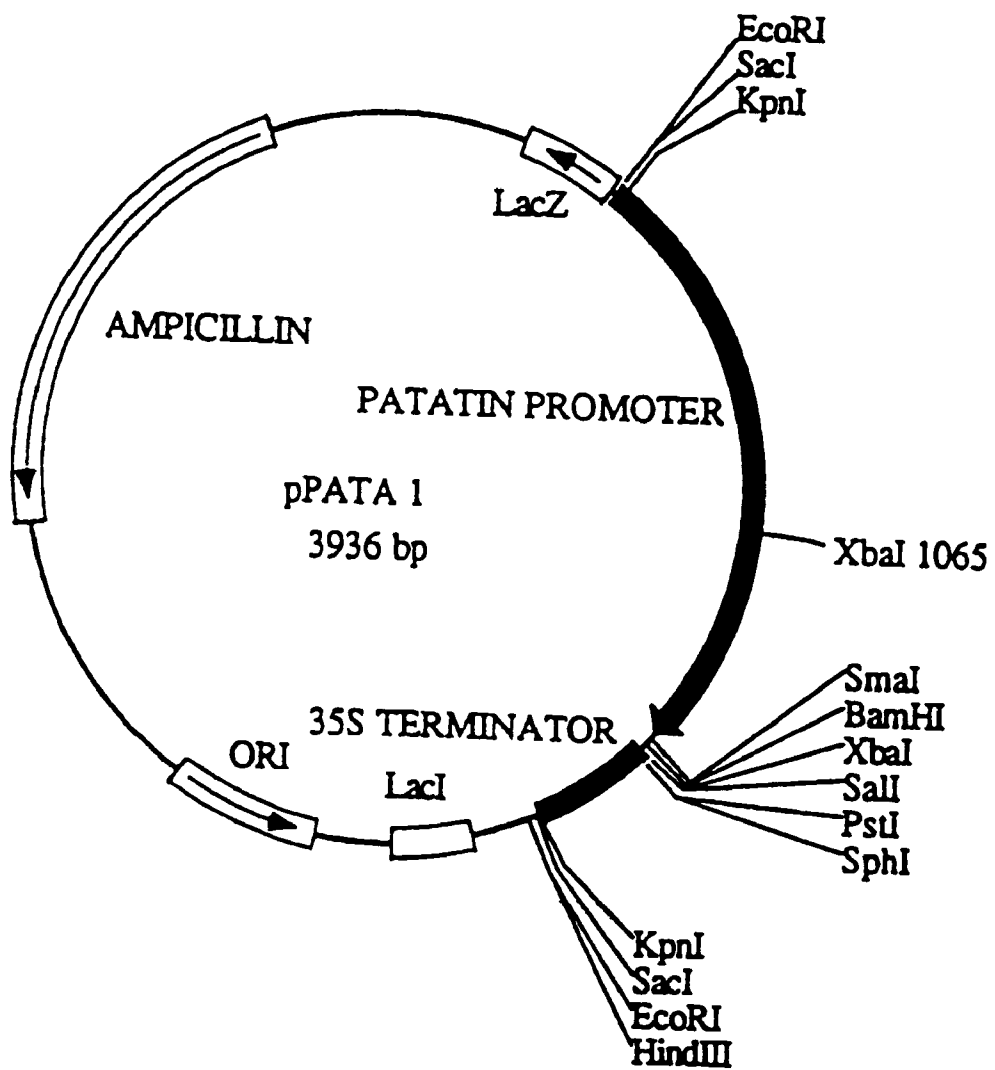 EcoRI
SacI
KpnI
LacZ
AMPICILLIN
PATATIN PROMOTER
pPATA 1
3936 bp
XbaI 1065
SmaI
BamHI
XbaI
SalI
PstI
SphI
35S TERMINATOR
ORI
LacI
KpnI
SacI
EcoRI
HindIII